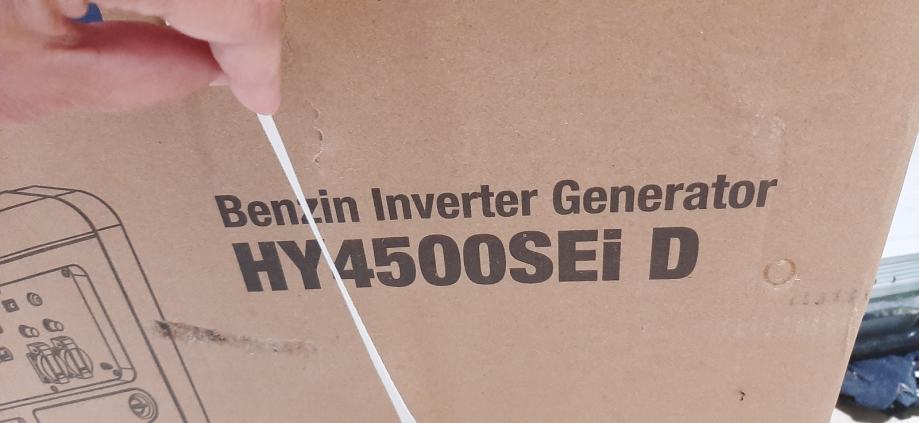 Benzin Inverter Generator
HY4500SEi D